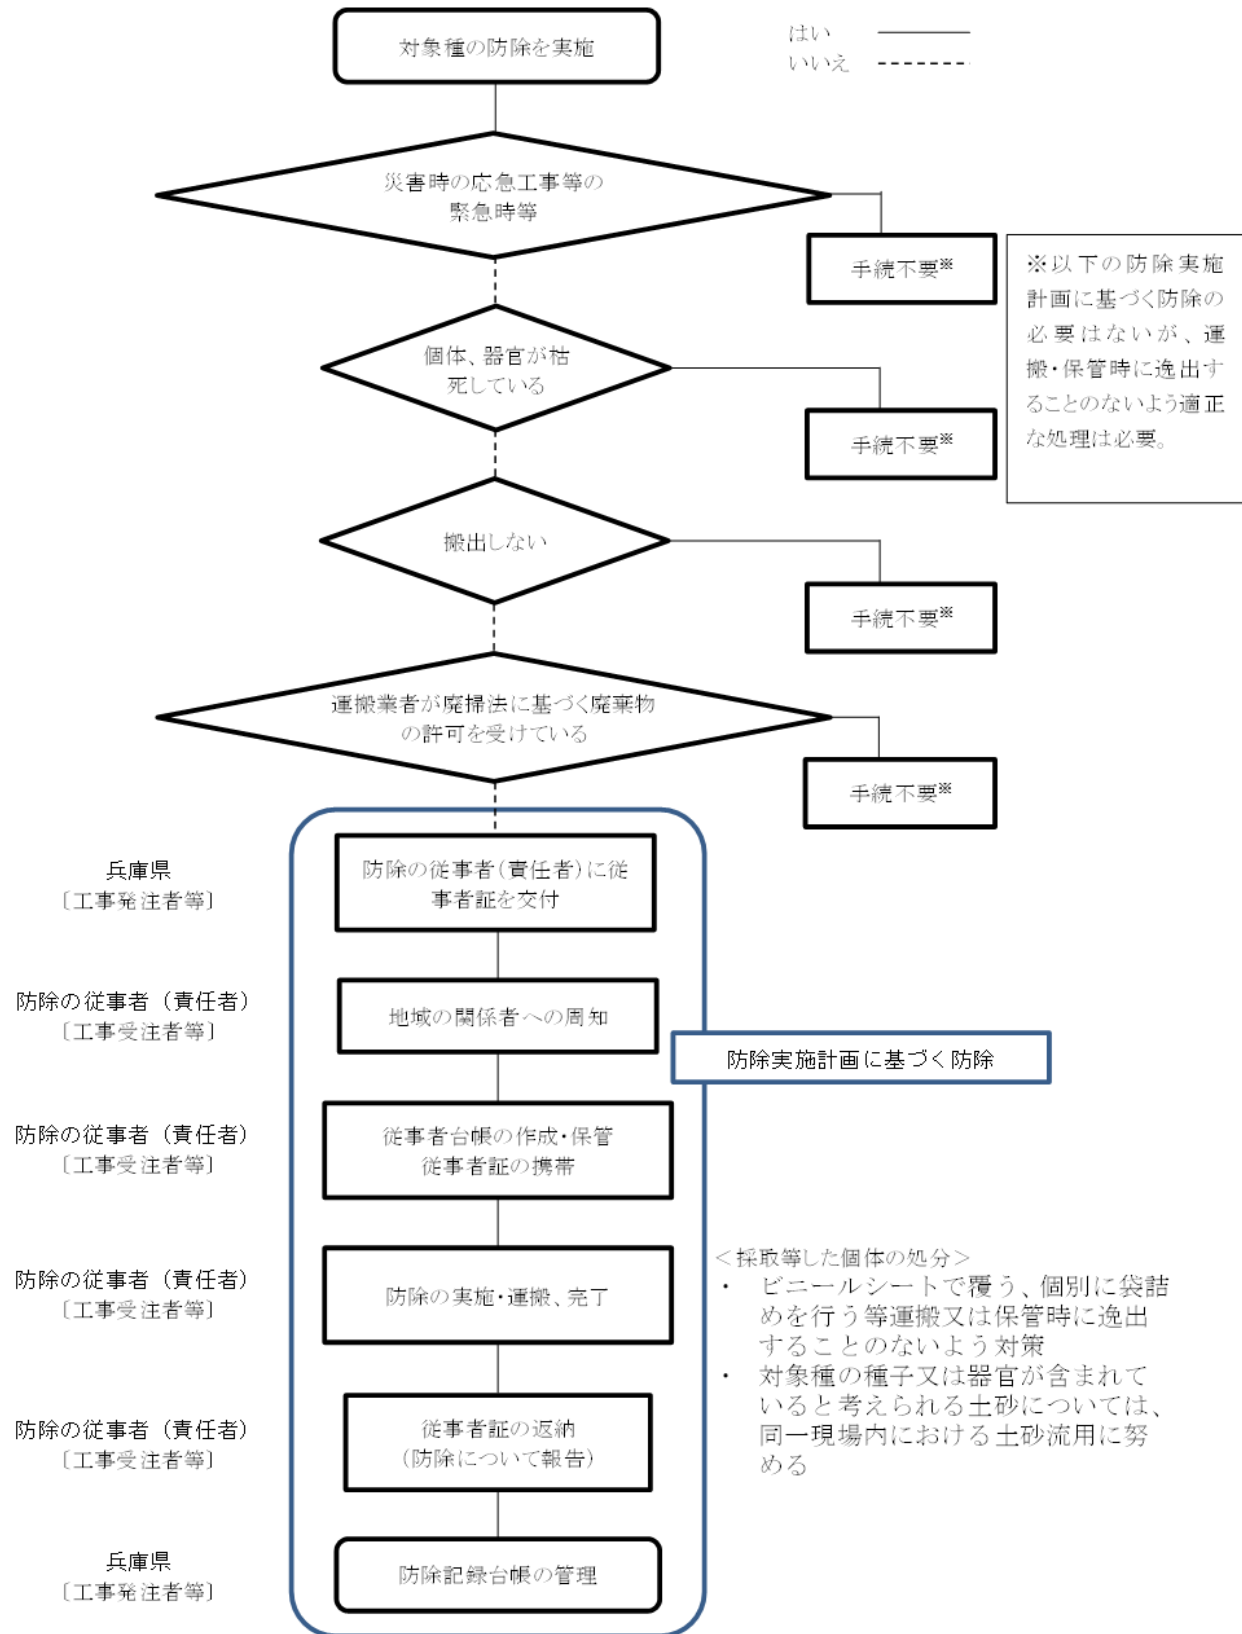 対象種の防除を実施
はい
いいえ
災害時の応急工事等の
緊急時等
手続不要※
※以下の防除実施
計画に基づく防除の
必要はないが、運
搬・保管時に逸出す
ることのないよう適正
な処理は必要。
個体、器官が枯
死している
手続不要※
搬出しない
手続不要※
運搬業者が廃掃法に基づく廃棄物
の許可を受けている
手続不要※
兵庫県
〔工事発注者等〕
防除の従事者(責任者)に従
事者証を交付
防除の従事者（責任者）
〔工事受注者等〕
地域の関係者への周知
防除実施計画に基づく防除
防除の従事者（責任者）
〔工事受注者等〕
従事者台帳の作成・保管
従事者証の携帯
防除の従事者（責任者）
〔工事受注者等〕
防除の実施・運搬、完了
＜採取等した個体の処分＞
・ ビニールシートで覆う、個別に袋詰
めを行う等運搬又は保管時に逸出
することのないよう対策
・ 対象種の種子又は器官が含まれて
いると考えられる土砂については、
同一現場内における土砂流用に努
める
防除の従事者（責任者）
〔工事受注者等〕
従事者証の返納
(防除について報告)
兵庫県
〔工事発注者等〕
防除記録台帳の管理